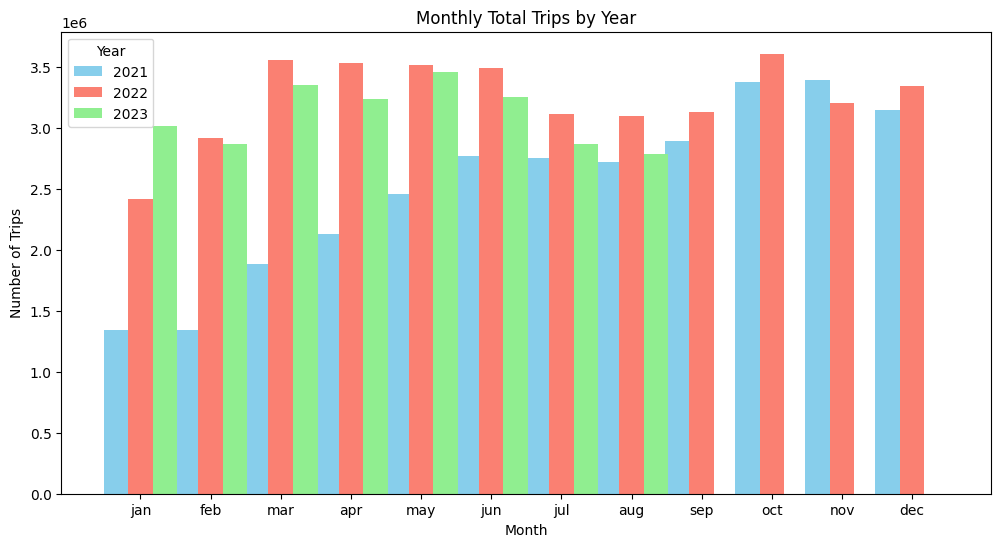 Monthly Total Trips by Year
1e6
Year
2021
2022
2023
3.5
3.0
2.5
2.0
1.5
1.0
0.5
0.0
Number of Trips
jan feb mar apr may jun jul aug sep oct nov dec
Month